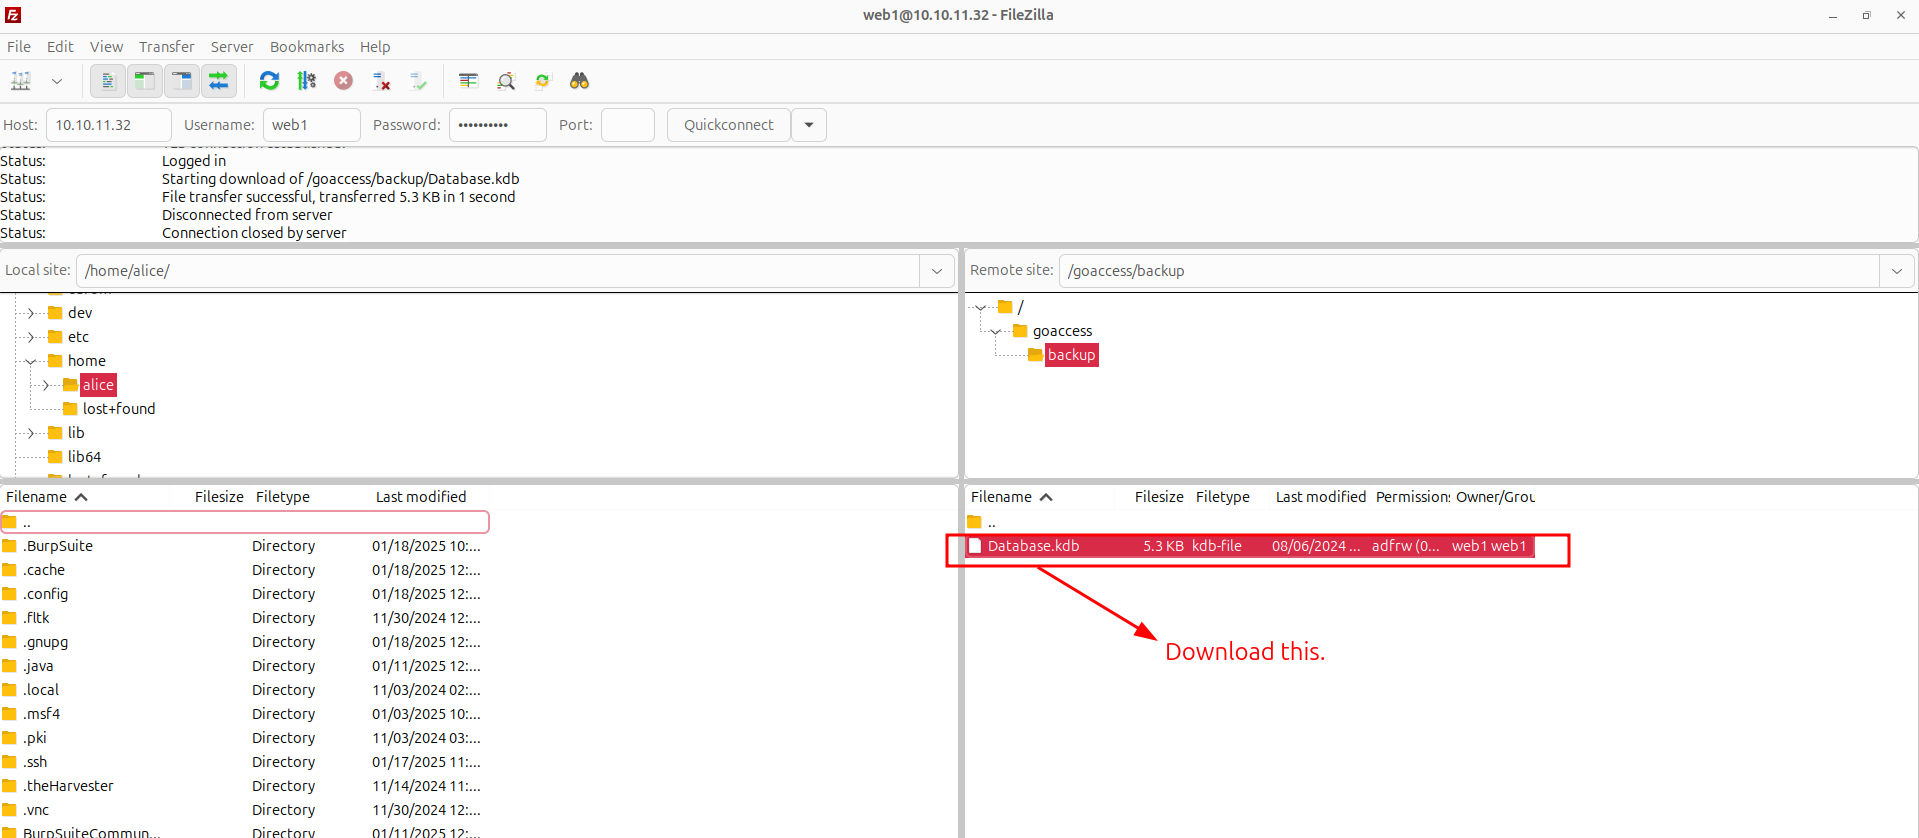 web1@10.10.11.32 - FileZilla
File Edit View Transfer Server Bookmarks Help
Host: 10.10.11.32 Username: web1 Password: •••••••••• Port: Quickconnect
Status: Logged in
Status: Starting download of /goaccess/backup/Database.kdb
Status: File transfer successful, transferred 5.3 KB in 1 second
Status: Disconnected from server
Status: Connection closed by server
Local site: /home/alice/
dev
etc
home
alice
lost+found
lib
lib64
Remote site: /goaccess/backup
/
goaccess
backup
Filename Filesize Filetype Last modified
..
.BurpSuite Directory 01/18/2025 10:...
.cache Directory 01/18/2025 12:...
.config Directory 01/18/2025 12:...
.fltk Directory 11/30/2024 12:...
.gnupg Directory 01/18/2025 12:...
.java Directory 01/11/2025 12:...
.local Directory 11/03/2024 02:...
.msf4 Directory 01/03/2025 10:...
.pki Directory 11/03/2024 03:...
.ssh Directory 01/17/2025 11:...
.theHarvester Directory 11/14/2024 11:...
.vnc Directory 11/30/2024 12:...
BurpSuiteCommun... Directory 01/11/2025 12:...
Filename Filesize Filetype Last modified Permissions Owner/Grou
..
Database.kdb 5.3 KB kdb-file 08/06/2024 ... adfrw (0... web1 web1
Download this.